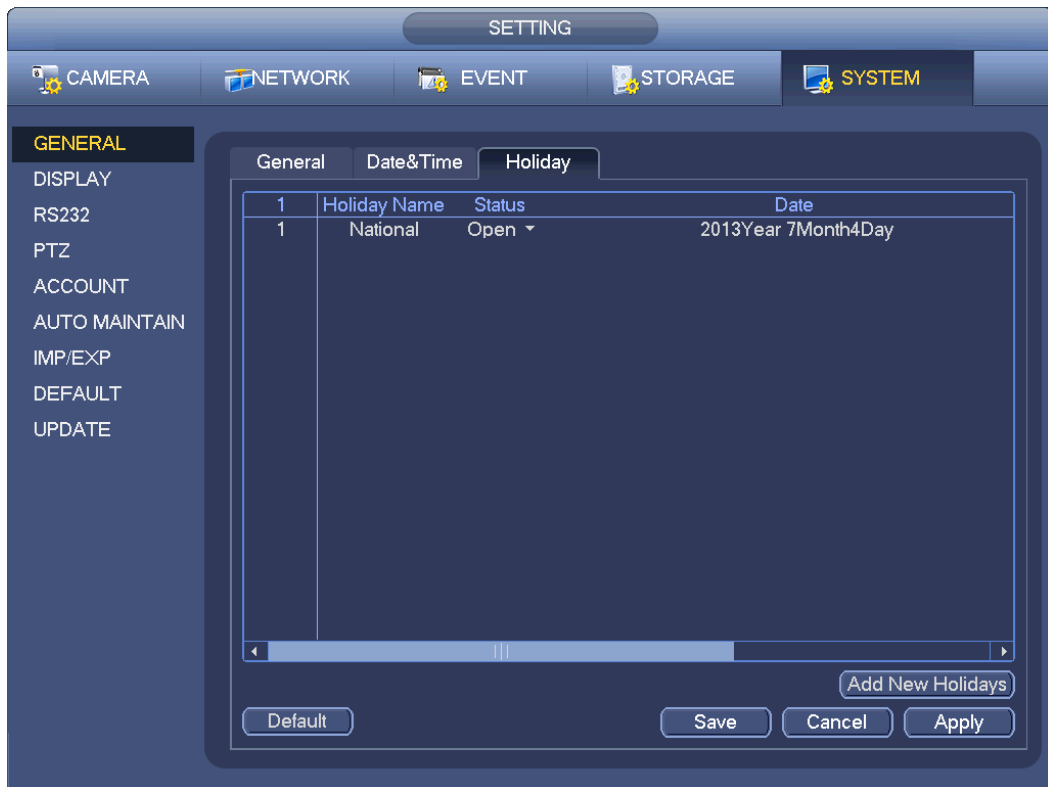 SETTING
CAMERA NETWORK EVENT STORAGE SYSTEM
GENERAL
DISPLAY
RS232
PTZ
ACCOUNT
AUTO MAINTAIN
IMP/EXP
DEFAULT
UPDATE
General Date&Time Holiday
1 Holiday Name Status Date
1 National Open 2013Year 7Month4Day
Add New Holidays
Default Save Cancel Apply